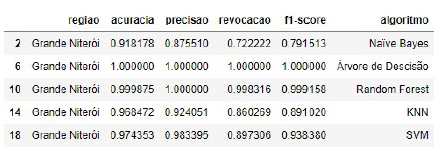 regiao acuracia precisao revocacao f1-score algoritmo
2 Grande Niterói 0.918178 0.875510 0.722222 0.791513 Naïve Bayes
6 Grande Niterói 1.000000 1.000000 1.000000 1.000000 Árvore de Descisão
10 Grande Niterói 0.999875 1.000000 0.998316 0.999158 Random Forest
14 Grande Niterói 0.968472 0.924051 0.860269 0.891020 KNN
18 Grande Niterói 0.974353 0.983395 0.897306 0.938380 SVM